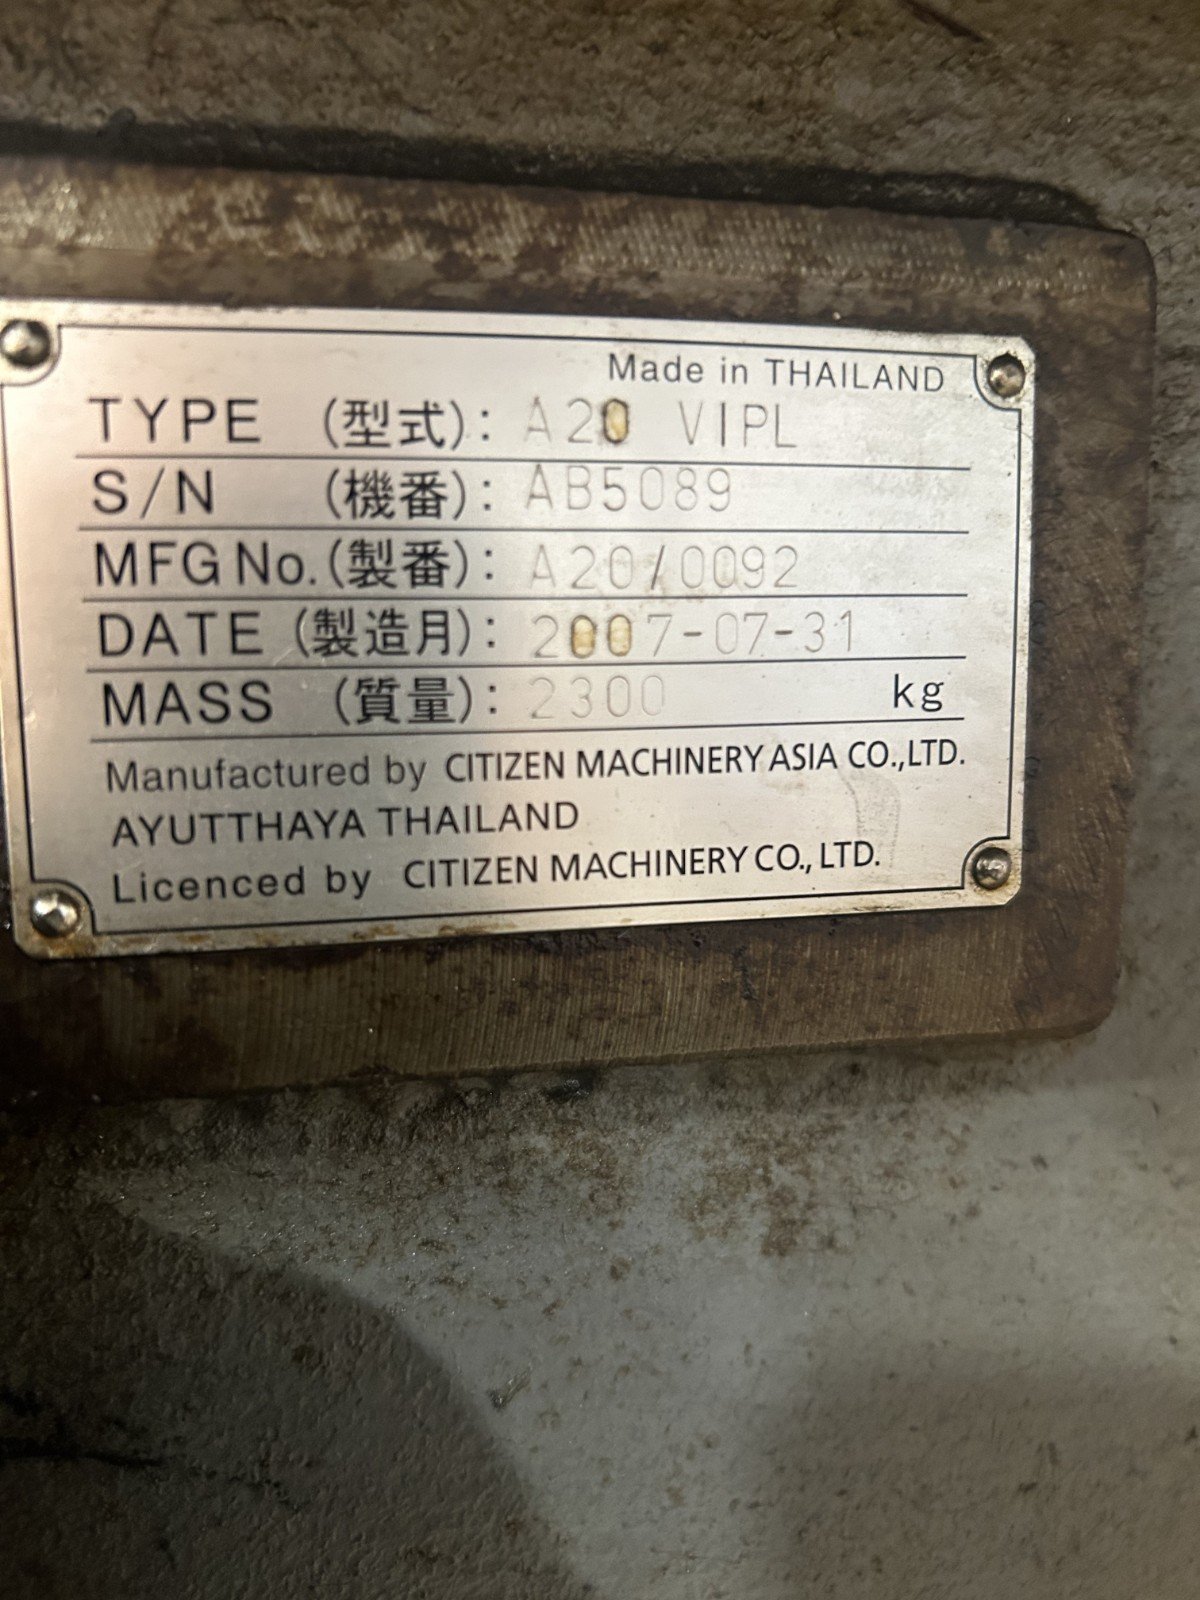 Made in THAILAND
TYPE (型式): A20 VIPL
S/N (機番): AB5089
MFG No. (製番): A20/0092
DATE (製造月): 2007-07-31
MASS (質量): 2300 kg
Manufactured by CITIZEN MACHINERY ASIA CO.,LTD.
AYUTTHAYA THAILAND
Licenced by CITIZEN MACHINERY CO., LTD.